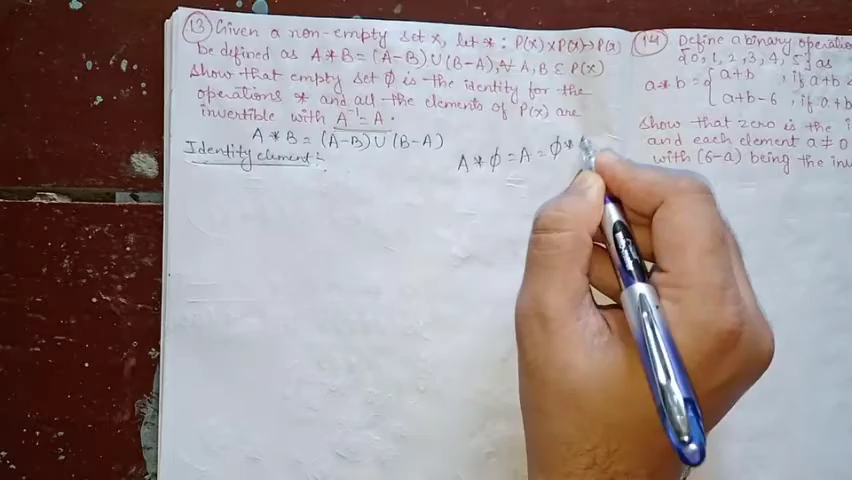 13 Given a non-empty set X, let * : P(X) × P(X) → P(X)
be defined as A * B = (A-B) ∪ (B-A), ∀ A, B ∈ P(X)
Show that empty set ϕ is the identity for the
operations * and all the elements of P(X) are
invertible with A⁻¹ = A.
A * B = (A-B) ∪ (B-A)
Identity element:-
A * ϕ = A = ϕ *
14 Define a binary operatio
{0, 1, 2, 3, 4, 5} as
a * b = { a+b , if a+b <
a+b-6 , if a+b
Show that zero is the i
and each element a ≠ 0
with (6-a) being the inv